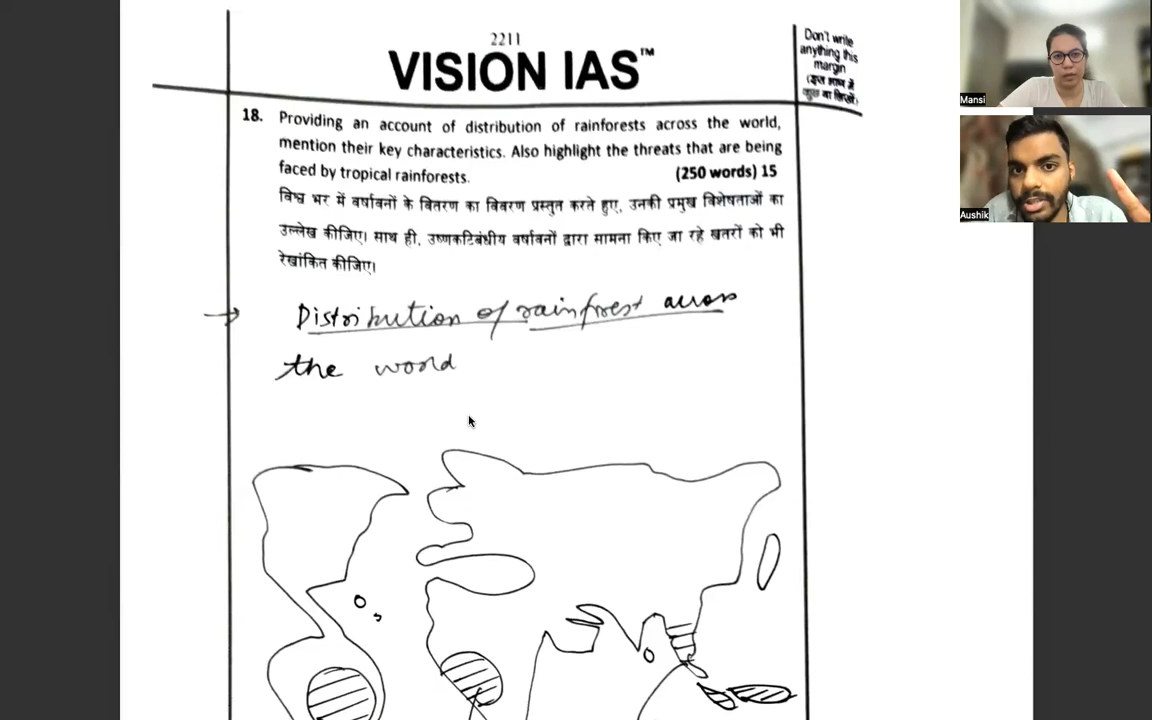 2211
VISION IAS™
Don't write
anything this
margin
(इस भाग में
कुछ ना लिखें)
18. Providing an account of distribution of rainforests across the world,
mention their key characteristics. Also highlight the threats that are being
faced by tropical rainforests. (250 words) 15
विश्व भर में वर्षावनों के वितरण का विवरण प्रस्तुत करते हुए, उनकी प्रमुख विशेषताओं का
उल्लेख कीजिए। साथ ही, उष्णकटिबंधीय वर्षावनों द्वारा सामना किए जा रहे खतरों को भी
रेखांकित कीजिए।
Distribution of rainfrest across
the world
Mansi
Aushik